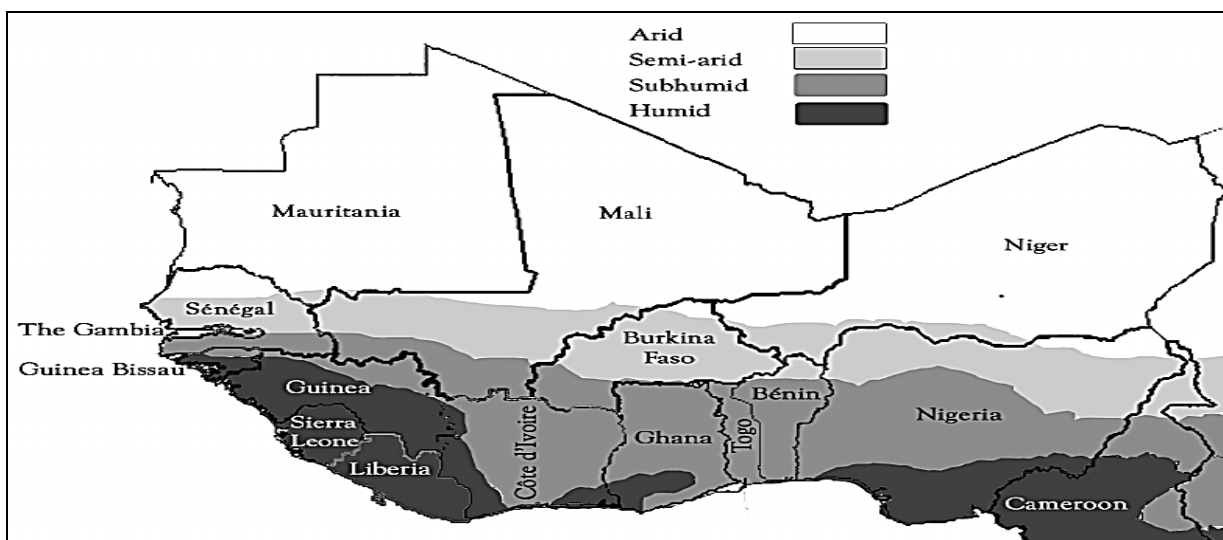 Arid
Semi-arid
Subhumid
Humid
Mauritania
Mali
Niger
Sénégal
The Gambia
Burkina
Faso
Guinea Bissau
Guinea
Bénin
Nigeria
Sierra
Leone
Côte d'Ivoire
Ghana
Togo
Liberia
Cameroon